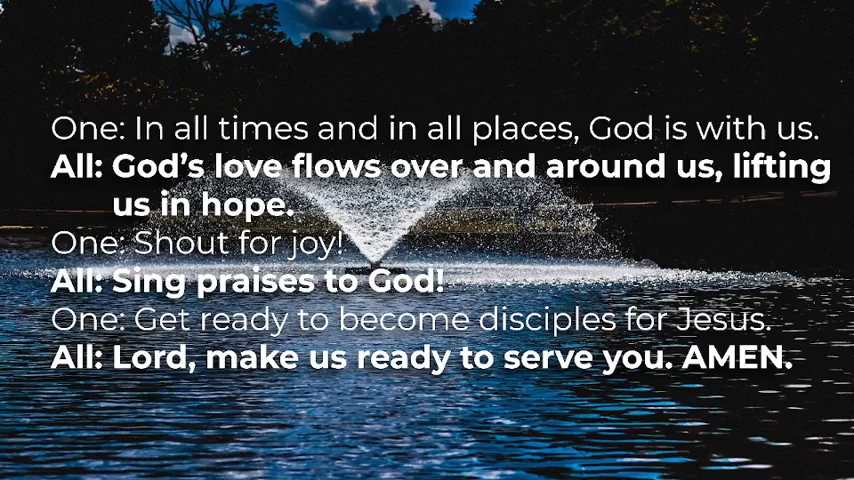 One: In all times and in all places, God is with us.
All: God’s love flows over and around us, lifting
us in hope.
One: Shout for joy!
All: Sing praises to God!
One: Get ready to become disciples for Jesus.
All: Lord, make us ready to serve you. AMEN.